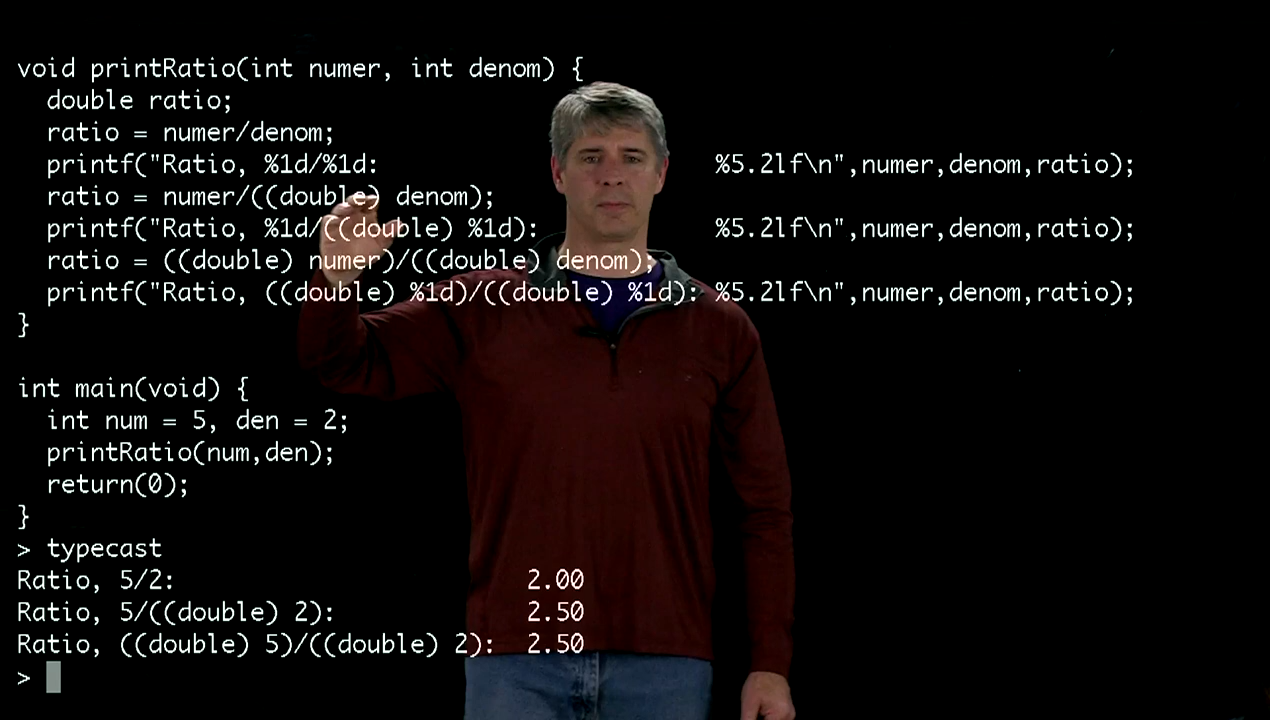 void printRatio(int numer, int denom) {
  double ratio;
  ratio = numer/denom;
  printf("Ratio, %1d/%1d:                       %5.2lf\n",numer,denom,ratio);
  ratio = numer/((double) denom);
  printf("Ratio, %1d/((double) %1d):            %5.2lf\n",numer,denom,ratio);
  ratio = ((double) numer)/((double) denom);
  printf("Ratio, ((double) %1d)/((double) %1d): %5.2lf\n",numer,denom,ratio);
}
int main(void) {
  int num = 5, den = 2;
  printRatio(num,den);
  return(0);
}
> typecast
Ratio, 5/2:                        2.00
Ratio, 5/((double) 2):             2.50
Ratio, ((double) 5)/((double) 2):  2.50
>